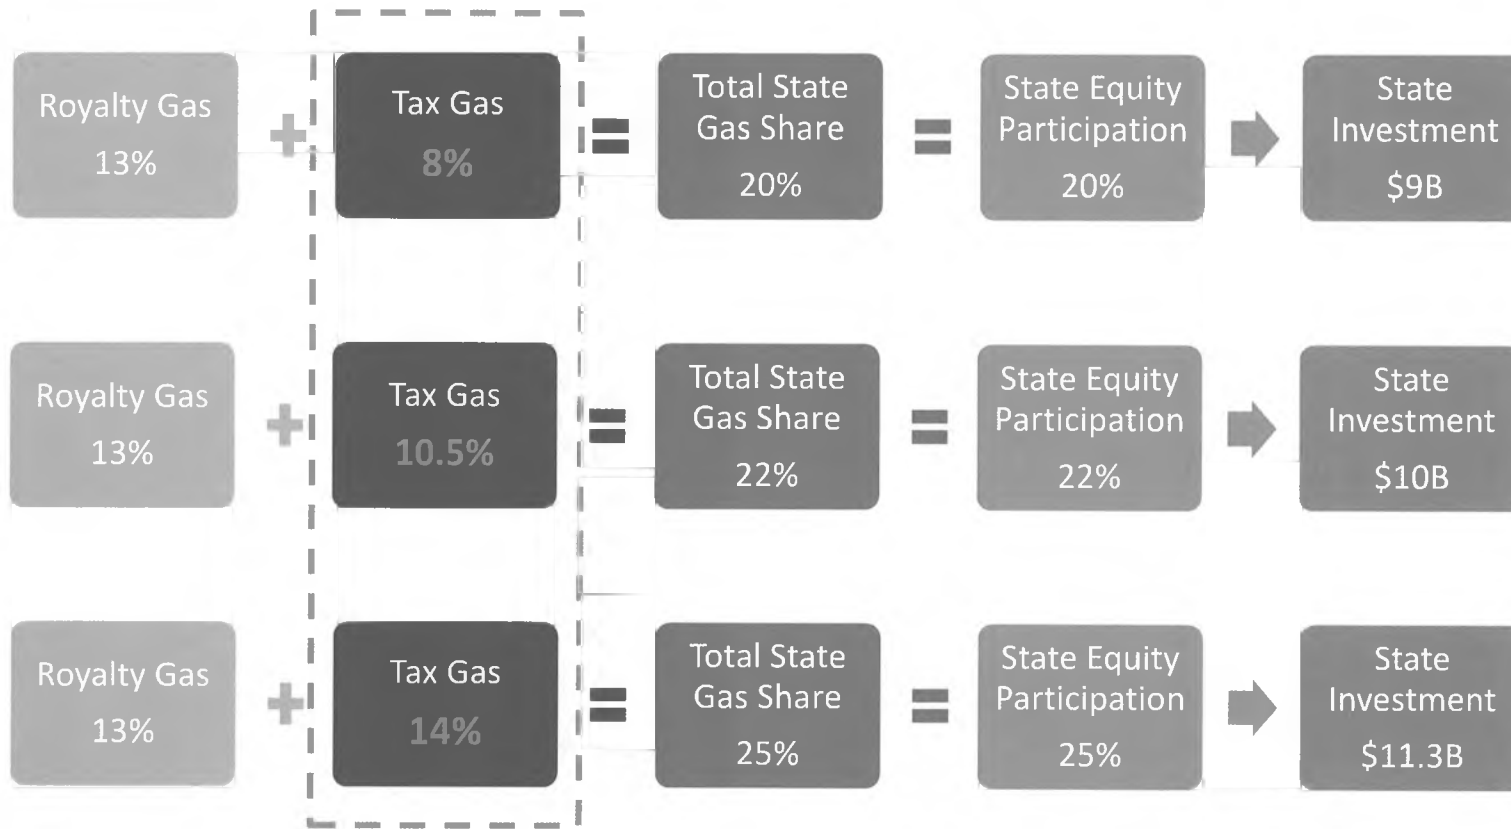 Royalty Gas
13%
+
Tax Gas
8%
=
Total State
Gas Share
20%
=
State Equity
Participation
20%
State
Investment
$9B
Royalty Gas
13%
+
Tax Gas
10.5%
=
Total State
Gas Share
22%
=
State Equity
Participation
22%
State
Investment
$10B
Royalty Gas
13%
+
Tax Gas
14%
=
Total State
Gas Share
25%
=
State Equity
Participation
25%
State
Investment
$11.3B